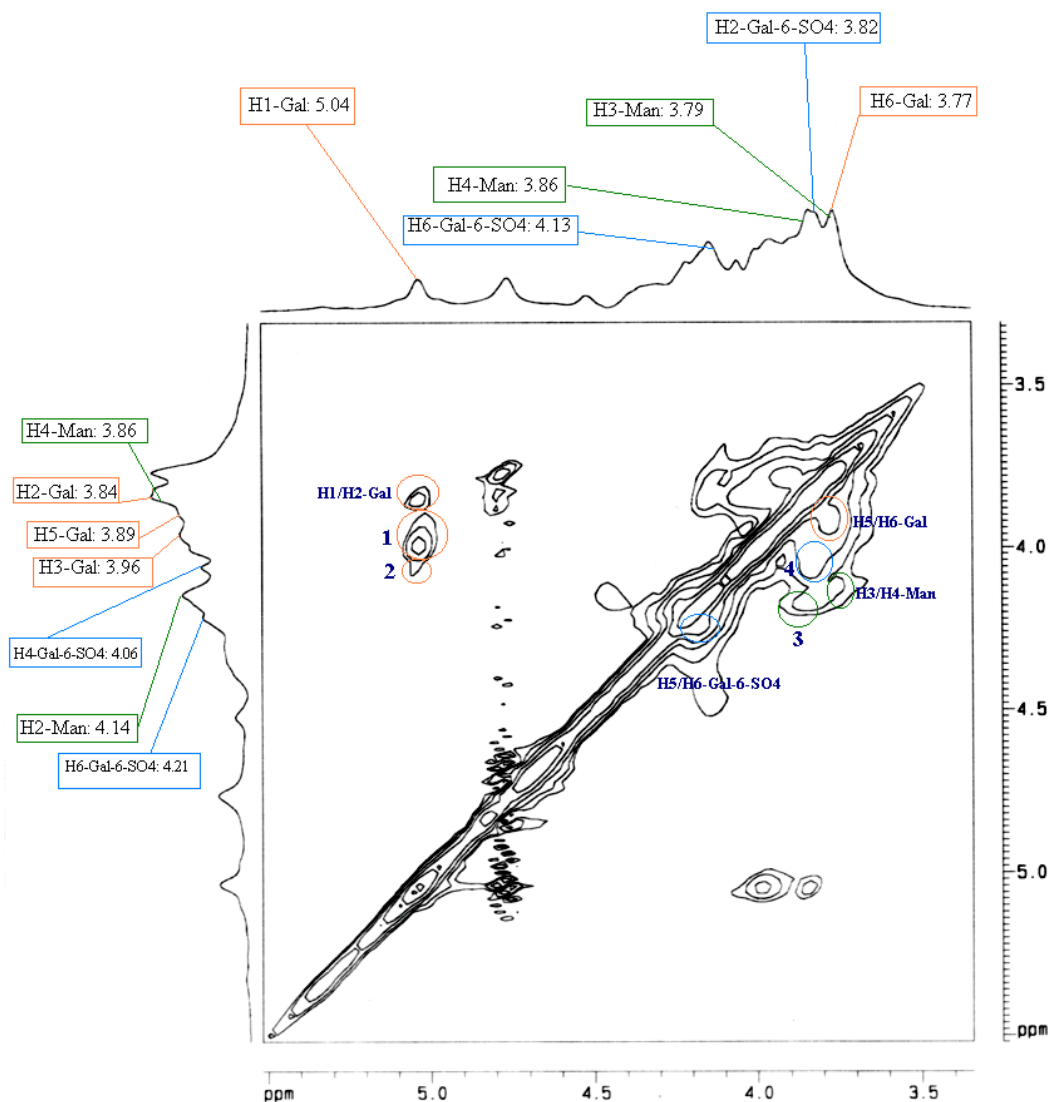 H2-Gal-6-SO4: 3.82
H1-Gal: 5.04
H6-Gal: 3.77
H3-Man: 3.79
H4-Man: 3.86
H6-Gal-6-SO4: 4.13
3.5
H4-Man: 3.86
H2-Gal: 3.84
H1/H2-Gal
H5-Gal: 3.89
H5/H6-Gal
1
4.0
H3-Gal: 3.96
2
4
H3/H4-Man
3
H4-Gal-6-SO4: 4.06
H5/H6-Gal-6-SO4
4.5
H2-Man: 4.14
H6-Gal-6-SO4: 4.21
5.0
ppm
ppm
5.0
4.5
4.0
3.5